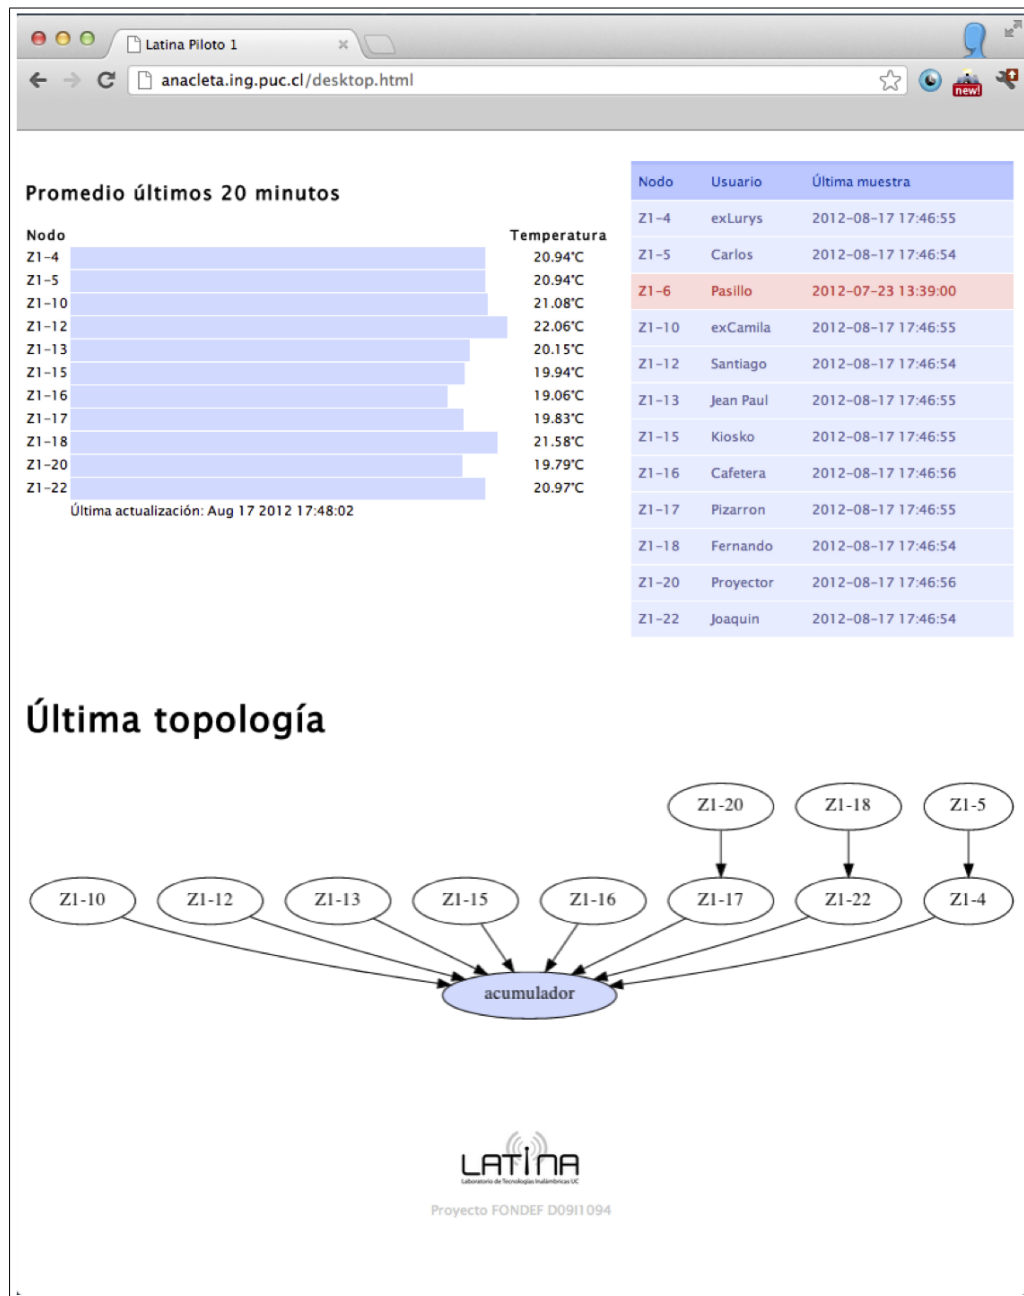 Latina Piloto 1
anacleta.ing.puc.cl/desktop.html
new!
Promedio últimos 20 minutos
Nodo Temperatura
Z1-4 20.94°C
Z1-5 20.94°C
Z1-10 21.08°C
Z1-12 22.06°C
Z1-13 20.15°C
Z1-15 19.94°C
Z1-16 19.06°C
Z1-17 19.83°C
Z1-18 21.58°C
Z1-20 19.79°C
Z1-22 20.97°C
Última actualización: Aug 17 2012 17:48:02
Nodo Usuario Última muestra
Z1-4 exLurys 2012-08-17 17:46:55
Z1-5 Carlos 2012-08-17 17:46:54
Z1-6 Pasillo 2012-07-23 13:39:00
Z1-10 exCamila 2012-08-17 17:46:55
Z1-12 Santiago 2012-08-17 17:46:54
Z1-13 Jean Paul 2012-08-17 17:46:55
Z1-15 Kiosko 2012-08-17 17:46:55
Z1-16 Cafetera 2012-08-17 17:46:56
Z1-17 Pizarron 2012-08-17 17:46:55
Z1-18 Fernando 2012-08-17 17:46:54
Z1-20 Proyector 2012-08-17 17:46:56
Z1-22 Joaquin 2012-08-17 17:46:54
Última topología
Z1-20 Z1-18 Z1-5
Z1-10 Z1-12 Z1-13 Z1-15 Z1-16 Z1-17 Z1-22 Z1-4
acumulador
LATINA
Laboratorio de Tecnologías Inalámbricas UC
Proyecto FONDEF D09I1094